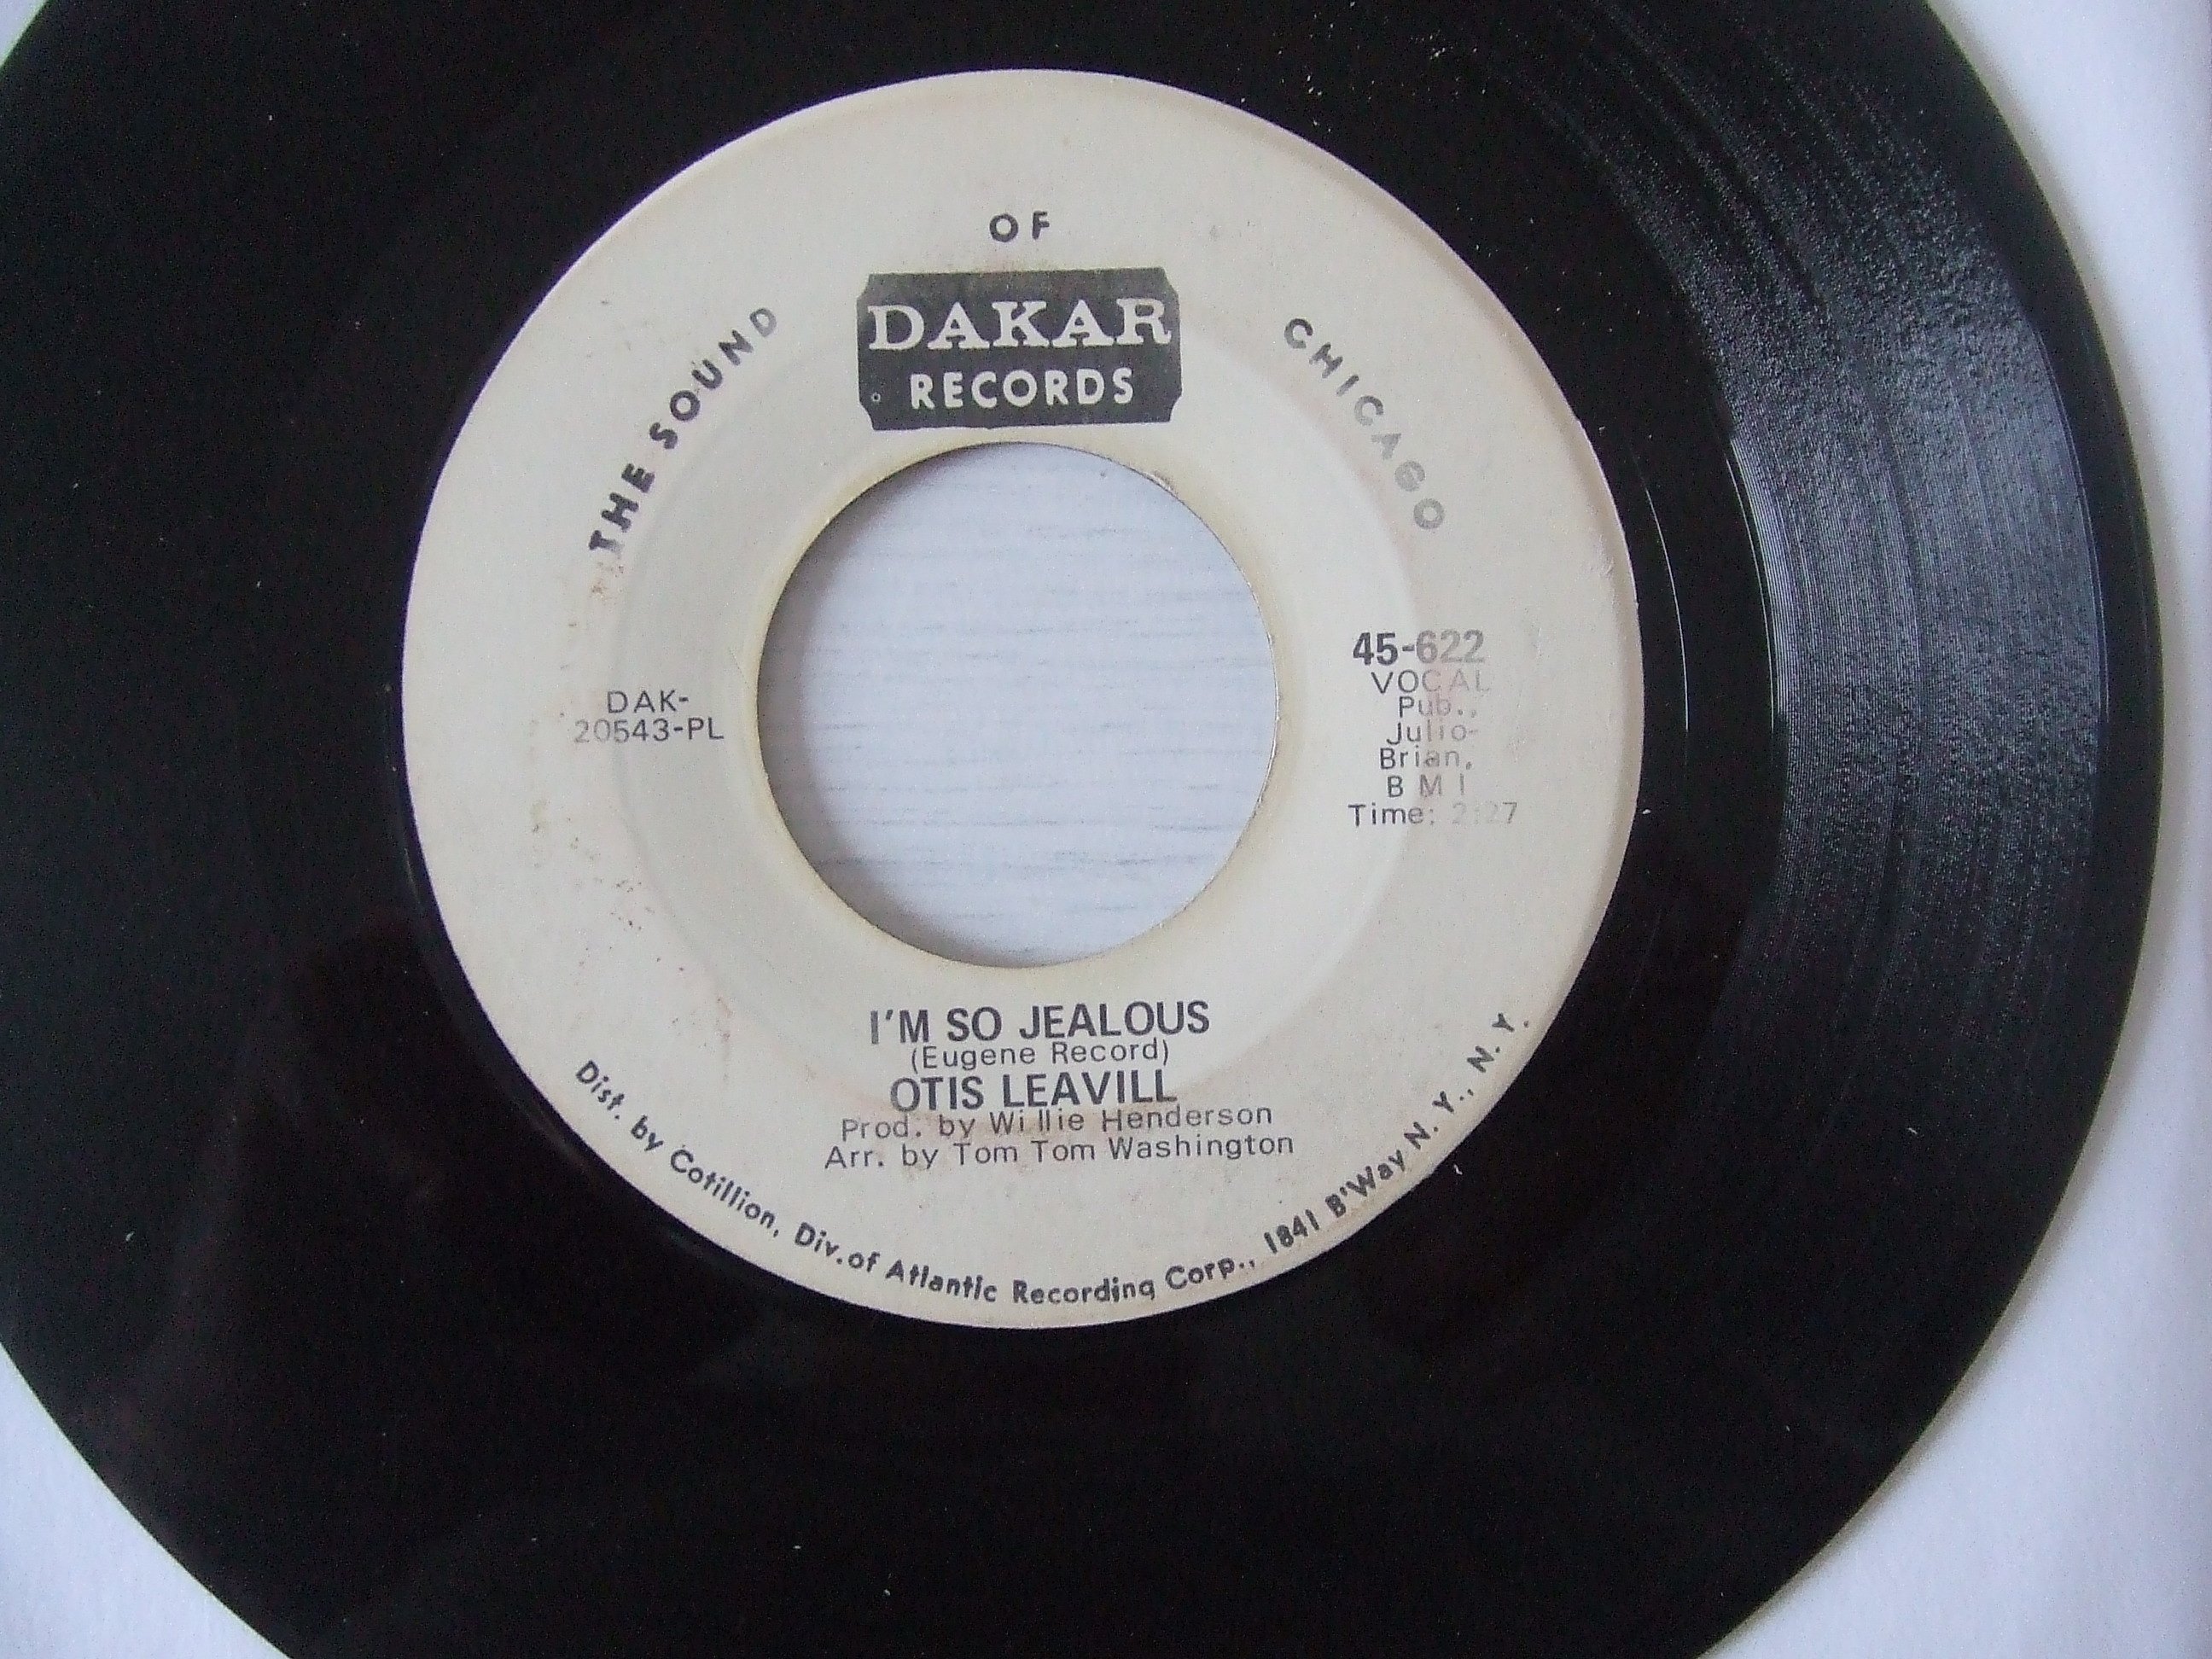 THE SOUND OF CHICAGO
DAKAR
RECORDS
DAK-
20543-PL
45-622
VOCAL
Pub.,
Julio-
Brian,
BMI
Time: 2:27
I'M SO JEALOUS
(Eugene Record)
OTIS LEAVILL
Prod. by Willie Henderson
Arr. by Tom Tom Washington
Dist. by Cotillion, Div. of Atlantic Recording Corp., 1841 B'Way N. Y., N. Y.